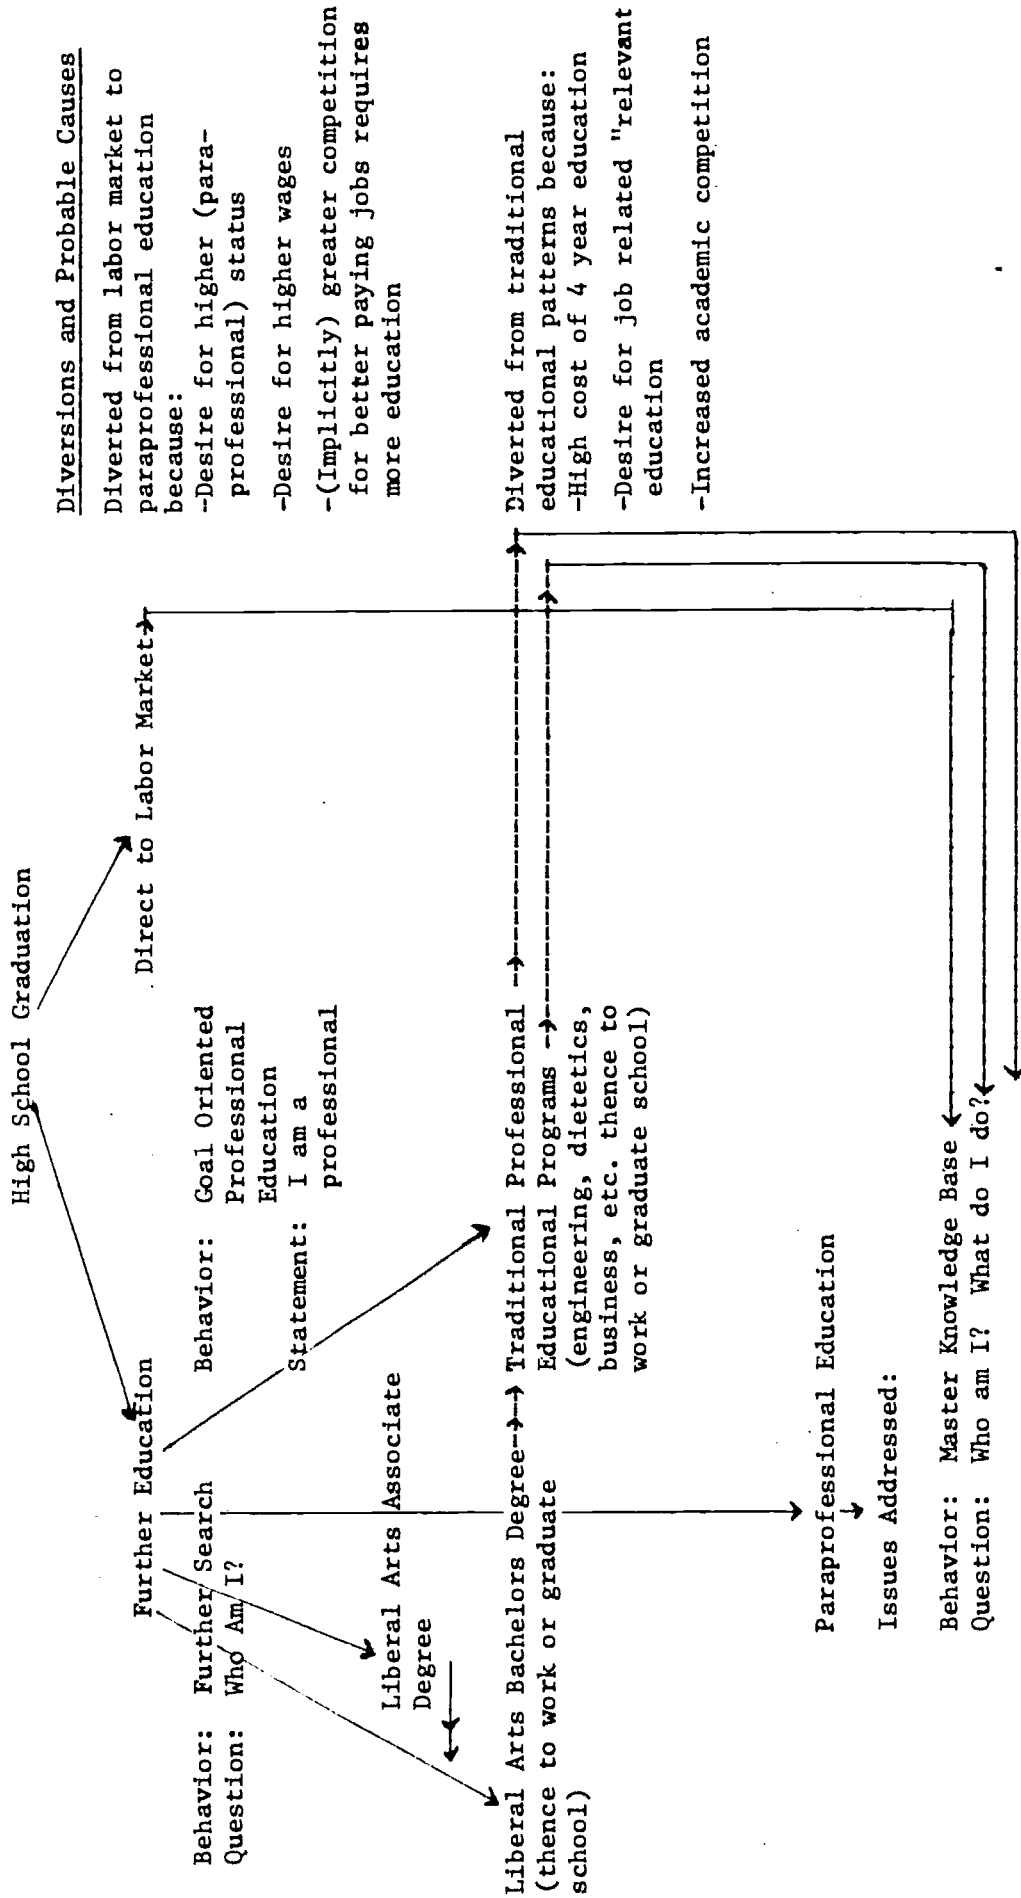 High School Graduation
Further Education
Direct to Labor Market
Behavior: Further Search
Question: Who Am I?
Behavior: Goal Oriented
Professional
Education
Statement: I am a
professional
Liberal Arts Associate
Degree
Liberal Arts Bachelors Degree
(thence to work or graduate
school)
Traditional Professional
Educational Programs
(engineering, dietetics,
business, etc. thence to
work or graduate school)
Paraprofessional Education
Issues Addressed:
Behavior: Master Knowledge Base
Question: Who am I? What do I do?
Diversions and Probable Causes
Diverted from labor market to
paraprofessional education
because:
-Desire for higher (para-
professional) status
-Desire for higher wages
-(Implicitly) greater competition
for better paying jobs requires
more education
Diverted from traditional
educational patterns because:
-High cost of 4 year education
-Desire for job related "relevant
education
-Increased academic competition